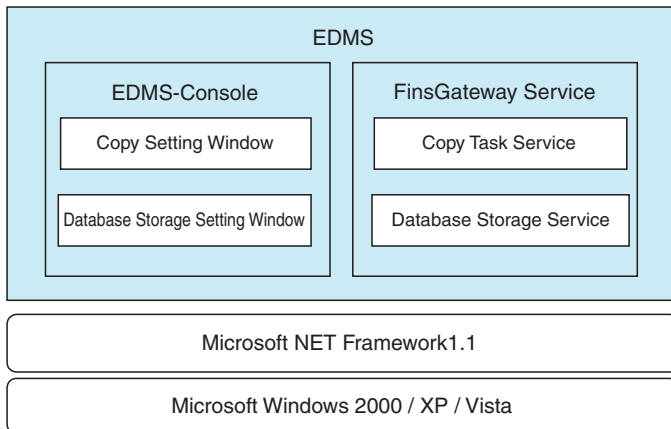 EDMS
EDMS-Console
Copy Setting Window
Database Storage Setting Window
FinsGateway Service
Copy Task Service
Database Storage Service
Microsoft NET Framework1.1
Microsoft Windows 2000 / XP / Vista